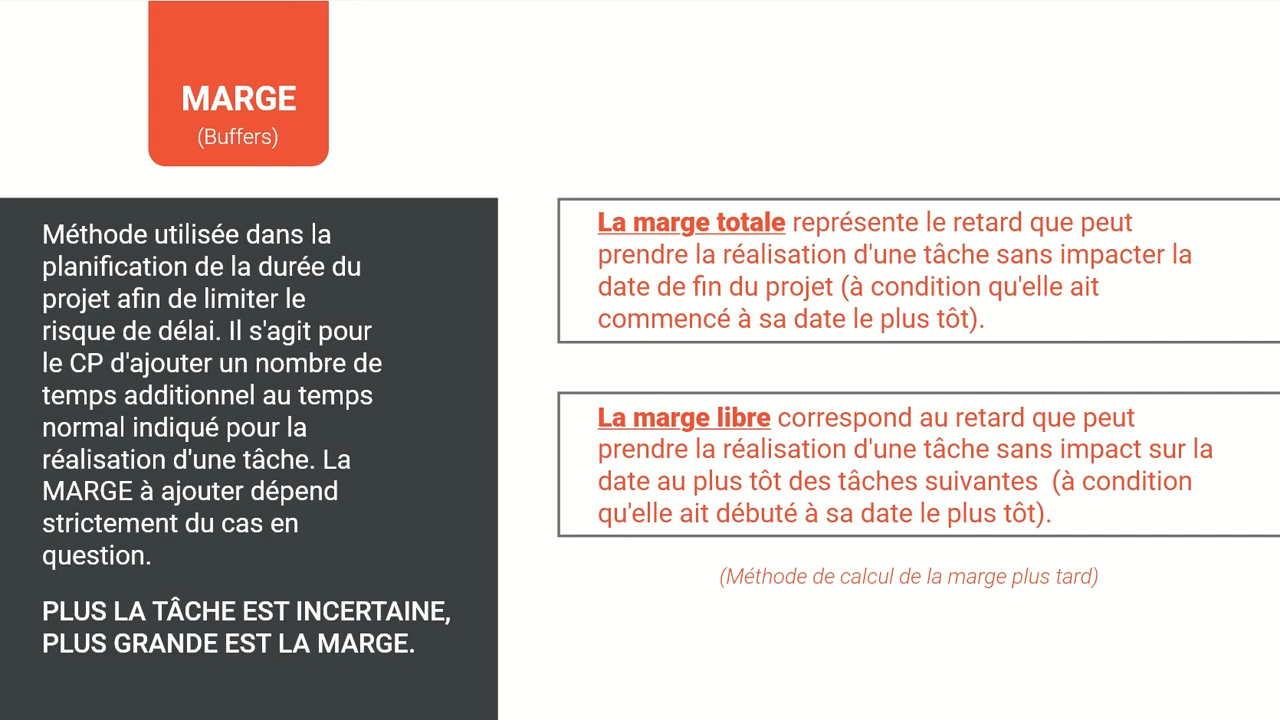 MARGE
(Buffers)
Méthode utilisée dans la
planification de la durée du
projet afin de limiter le
risque de délai. Il s'agit pour
le CP d'ajouter un nombre de
temps additionnel au temps
normal indiqué pour la
réalisation d'une tâche. La
MARGE à ajouter dépend
strictement du cas en
question.
PLUS LA TÂCHE EST INCERTAINE,
PLUS GRANDE EST LA MARGE.
La marge totale représente le retard que peut
prendre la réalisation d'une tâche sans impacter la
date de fin du projet (à condition qu'elle ait
commencé à sa date le plus tôt).
La marge libre correspond au retard que peut
prendre la réalisation d'une tâche sans impact sur la
date au plus tôt des tâches suivantes  (à condition
qu'elle ait débuté à sa date le plus tôt).
(Méthode de calcul de la marge plus tard)